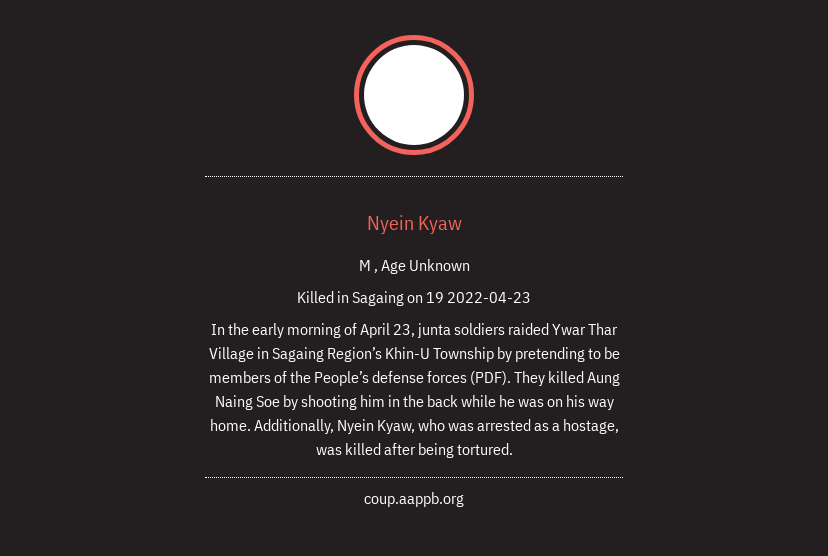 Nyein Kyaw
M , Age Unknown
Killed in Sagaing on 19 2022-04-23
In the early morning of April 23, junta soldiers raided Ywar Thar
Village in Sagaing Region’s Khin-U Township by pretending to be
members of the People’s defense forces (PDF). They killed Aung
Naing Soe by shooting him in the back while he was on his way
home. Additionally, Nyein Kyaw, who was arrested as a hostage,
was killed after being tortured.
coup.aappb.org